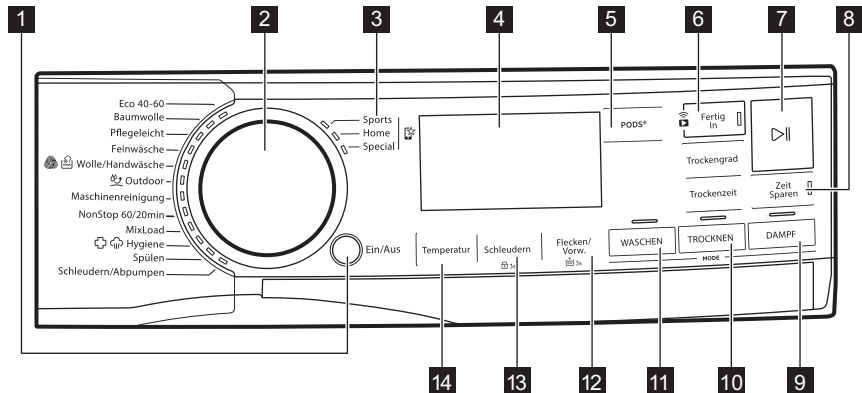 1
2
3
4
5
6
7
8
Eco 40-60
Baumwolle
Pflegeleicht
Feinwäsche
Wolle/Handwäsche
Outdoor
Maschinenreinigung
NonStop 60/20min
MixLoad
Hygiene
Spülen
Schleudern/Abpumpen
Sports
Home
Special
Ein/Aus
Temperatur
Schleudern
3s
Flecken/
Vorw.
3s
PODS®
Fertig
In
Trockengrad
Trockenzeit
Zeit
Sparen
WASCHEN
TROCKNEN
DAMPF
MODE
14
13
12
11
10
9